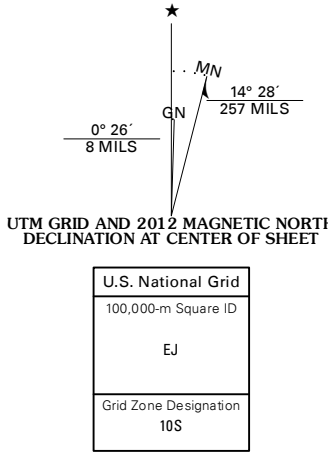 ★
MN
GN
0° 26´
8 MILS
14° 28´
257 MILS
UTM GRID AND 2012 MAGNETIC NORTH
DECLINATION AT CENTER OF SHEET
U.S. National Grid
100,000-m Square ID
EJ
Grid Zone Designation
10S